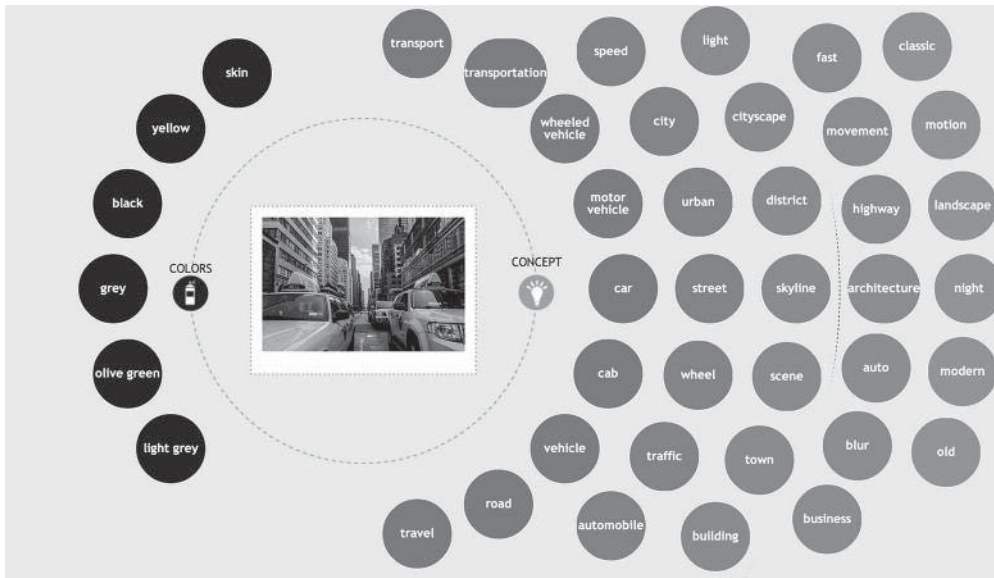 skin
yellow
black
grey
olive green
light grey
COLORS
CONCEPT
transport
transportation
wheeled
vehicle
motor
vehicle
car
cab
vehicle
road
travel
speed
city
urban
street
wheel
traffic
automobile
light
cityscape
district
skyline
scene
town
building
fast
movement
highway
architecture
auto
blur
business
classic
motion
landscape
night
modern
old